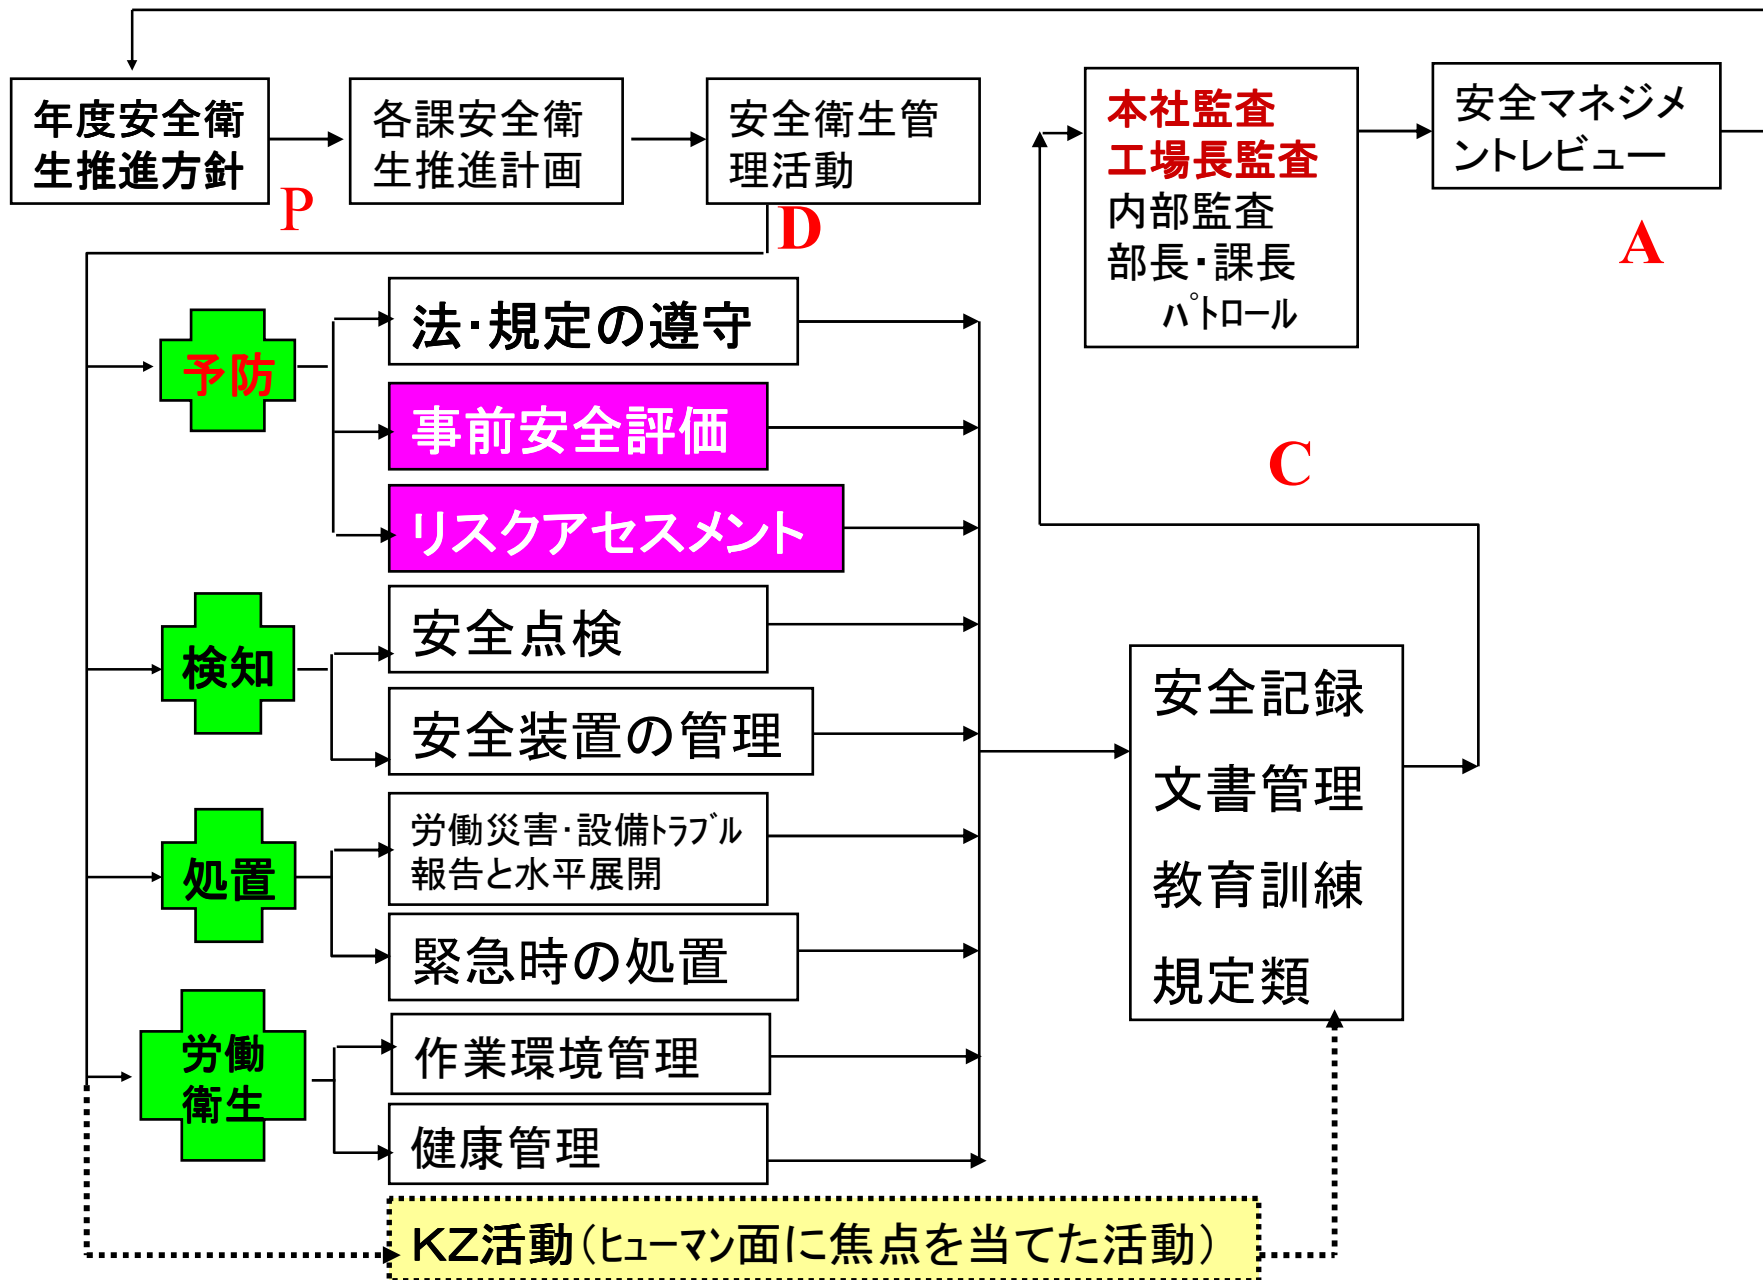 年度安全衛
生推進方針
P
各課安全衛
生推進計画
安全衛生管
理活動
D
本社監査
工場長監査
内部監査
部長・課長
ﾊﾟﾄﾛｰﾙ
C
安全マネジメ
ントレビュー
A
予防
法・規定の遵守
事前安全評価
リスクアセスメント
検知
安全点検
安全装置の管理
処置
労働災害・設備ﾄﾗﾌﾞﾙ
報告と水平展開
緊急時の処置
労働
衛生
作業環境管理
健康管理
安全記録
文書管理
教育訓練
規定類
KZ活動(ﾋｭｰﾏﾝ面に焦点を当てた活動)